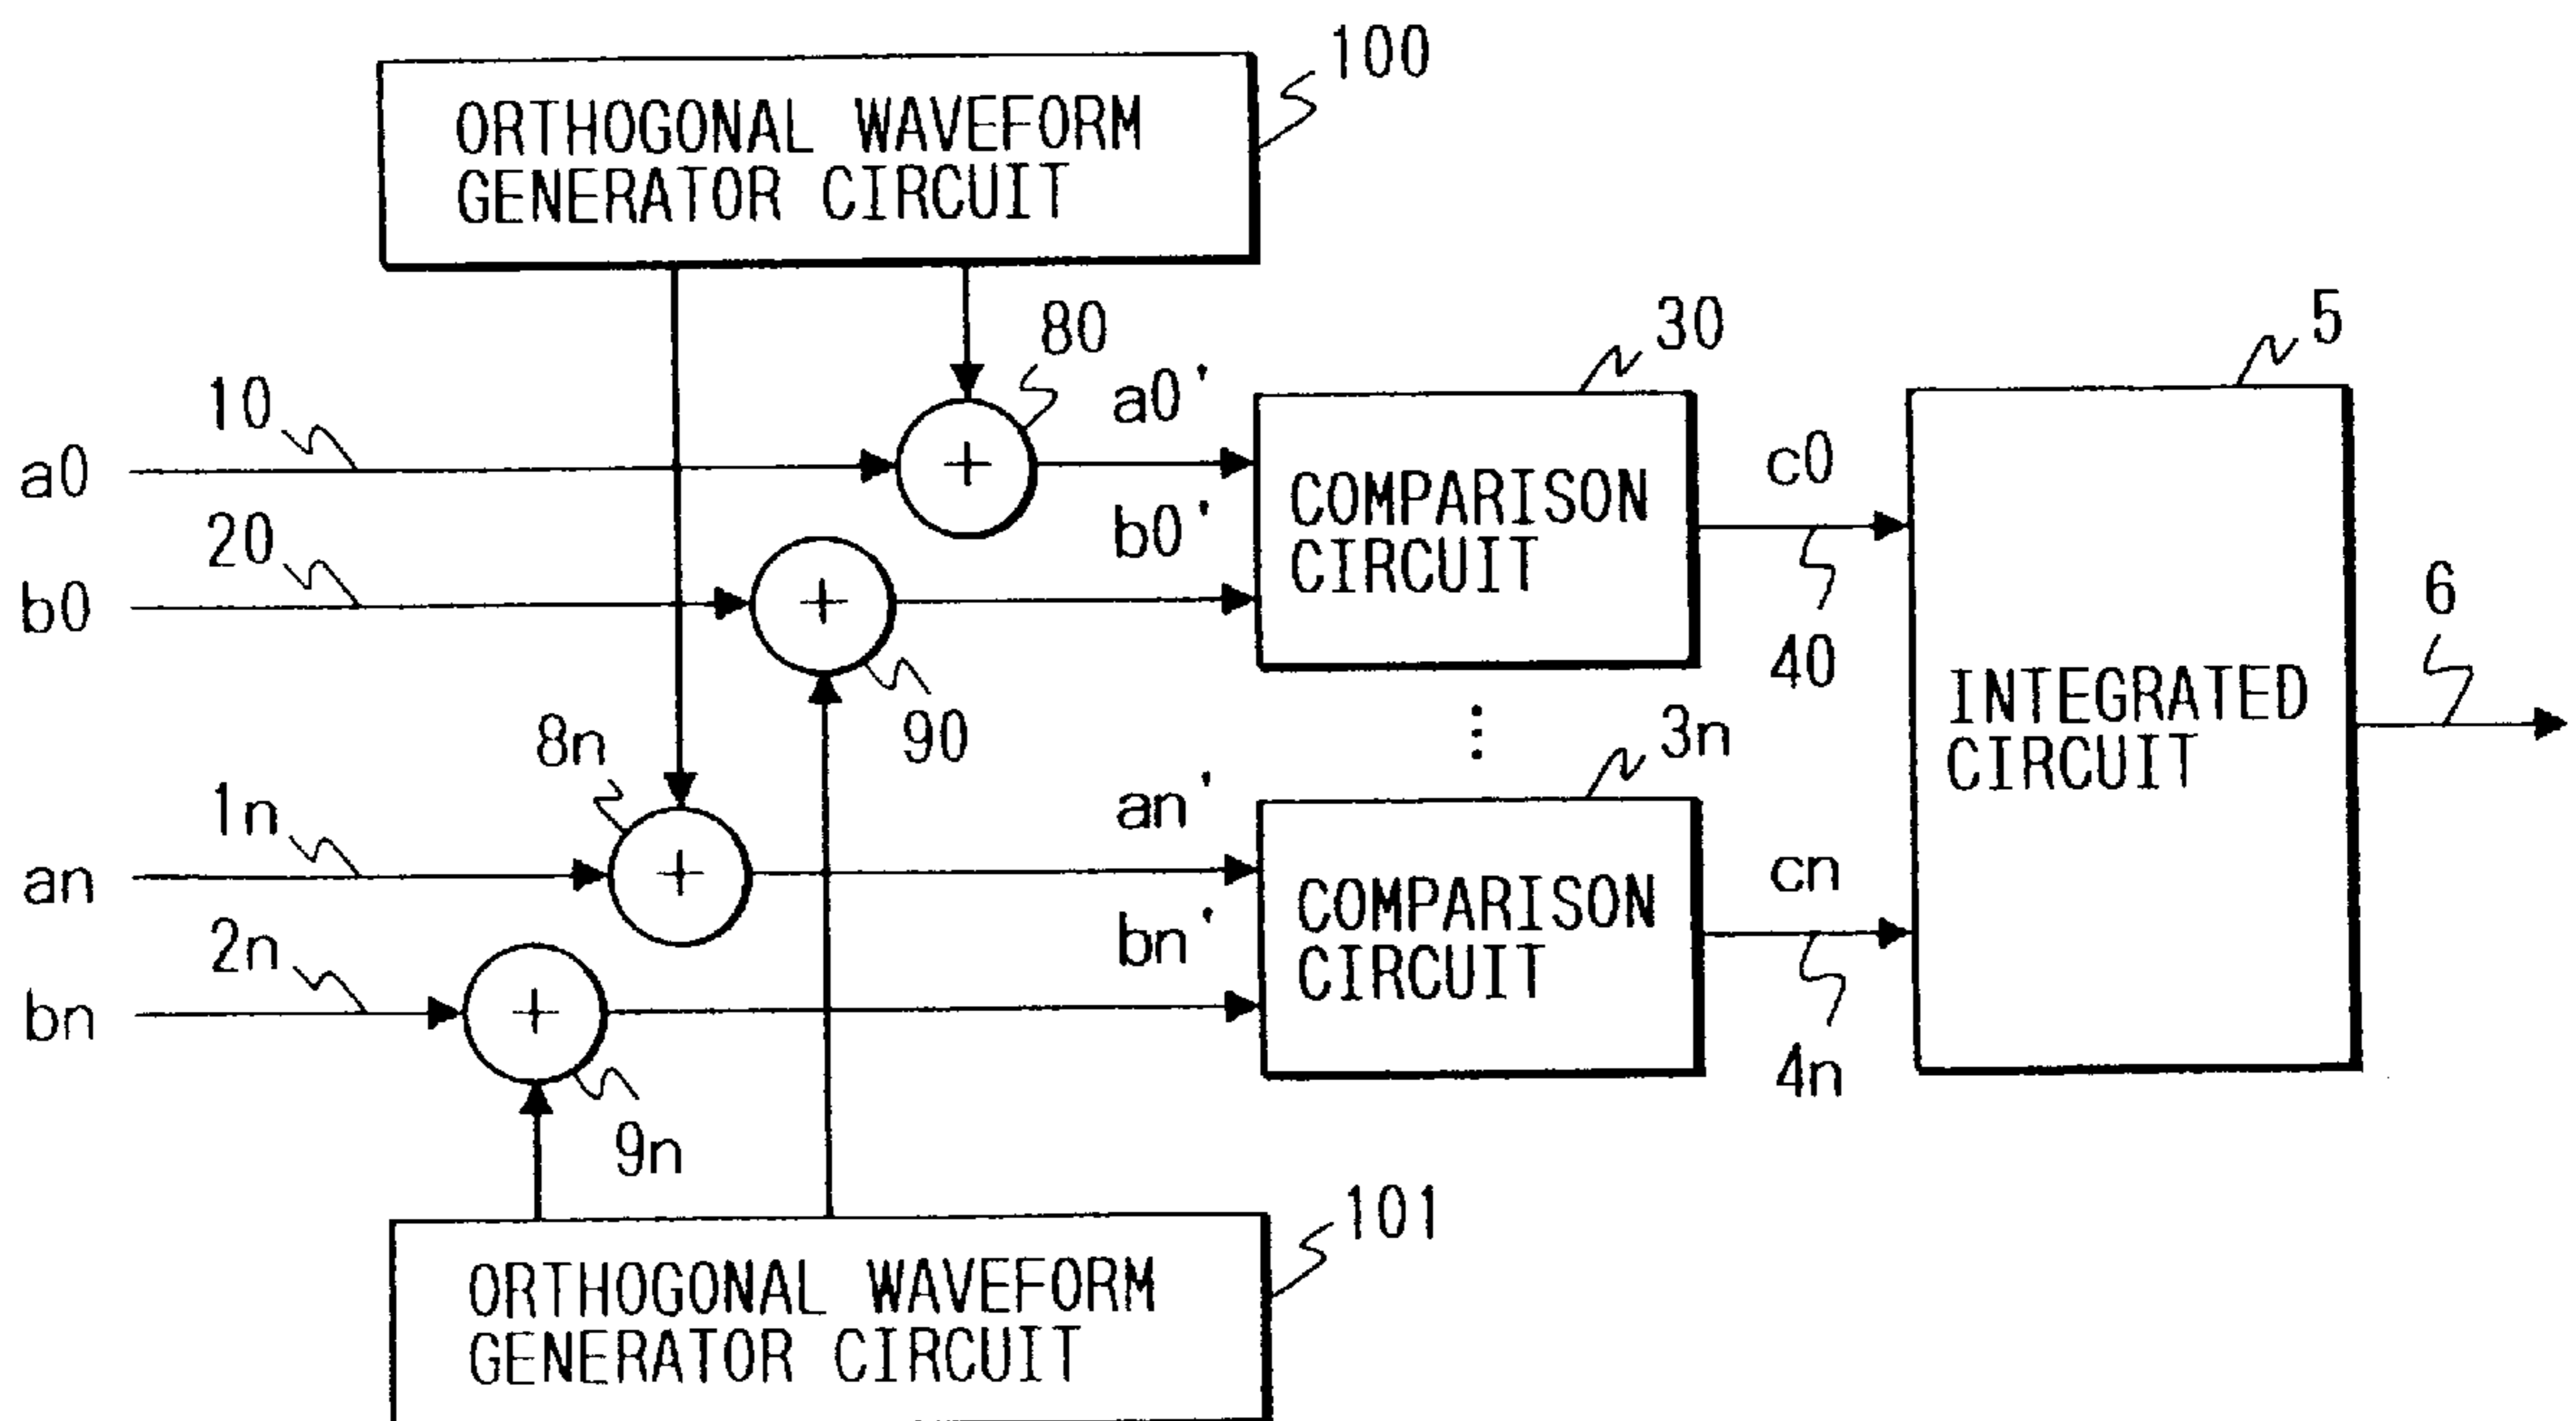 100
ORTHOGONAL WAVEFORM
GENERATOR CIRCUIT
80
30
5
10
a0'
a0
+
c0
COMPARISON
CIRCUIT
20
b0'
b0
+
6
40
90
INTEGRATED
CIRCUIT
8n
3n
1n
an'
an
+
cn
COMPARISON
CIRCUIT
2n
bn'
bn
+
4n
9n
101
ORTHOGONAL WAVEFORM
GENERATOR CIRCUIT